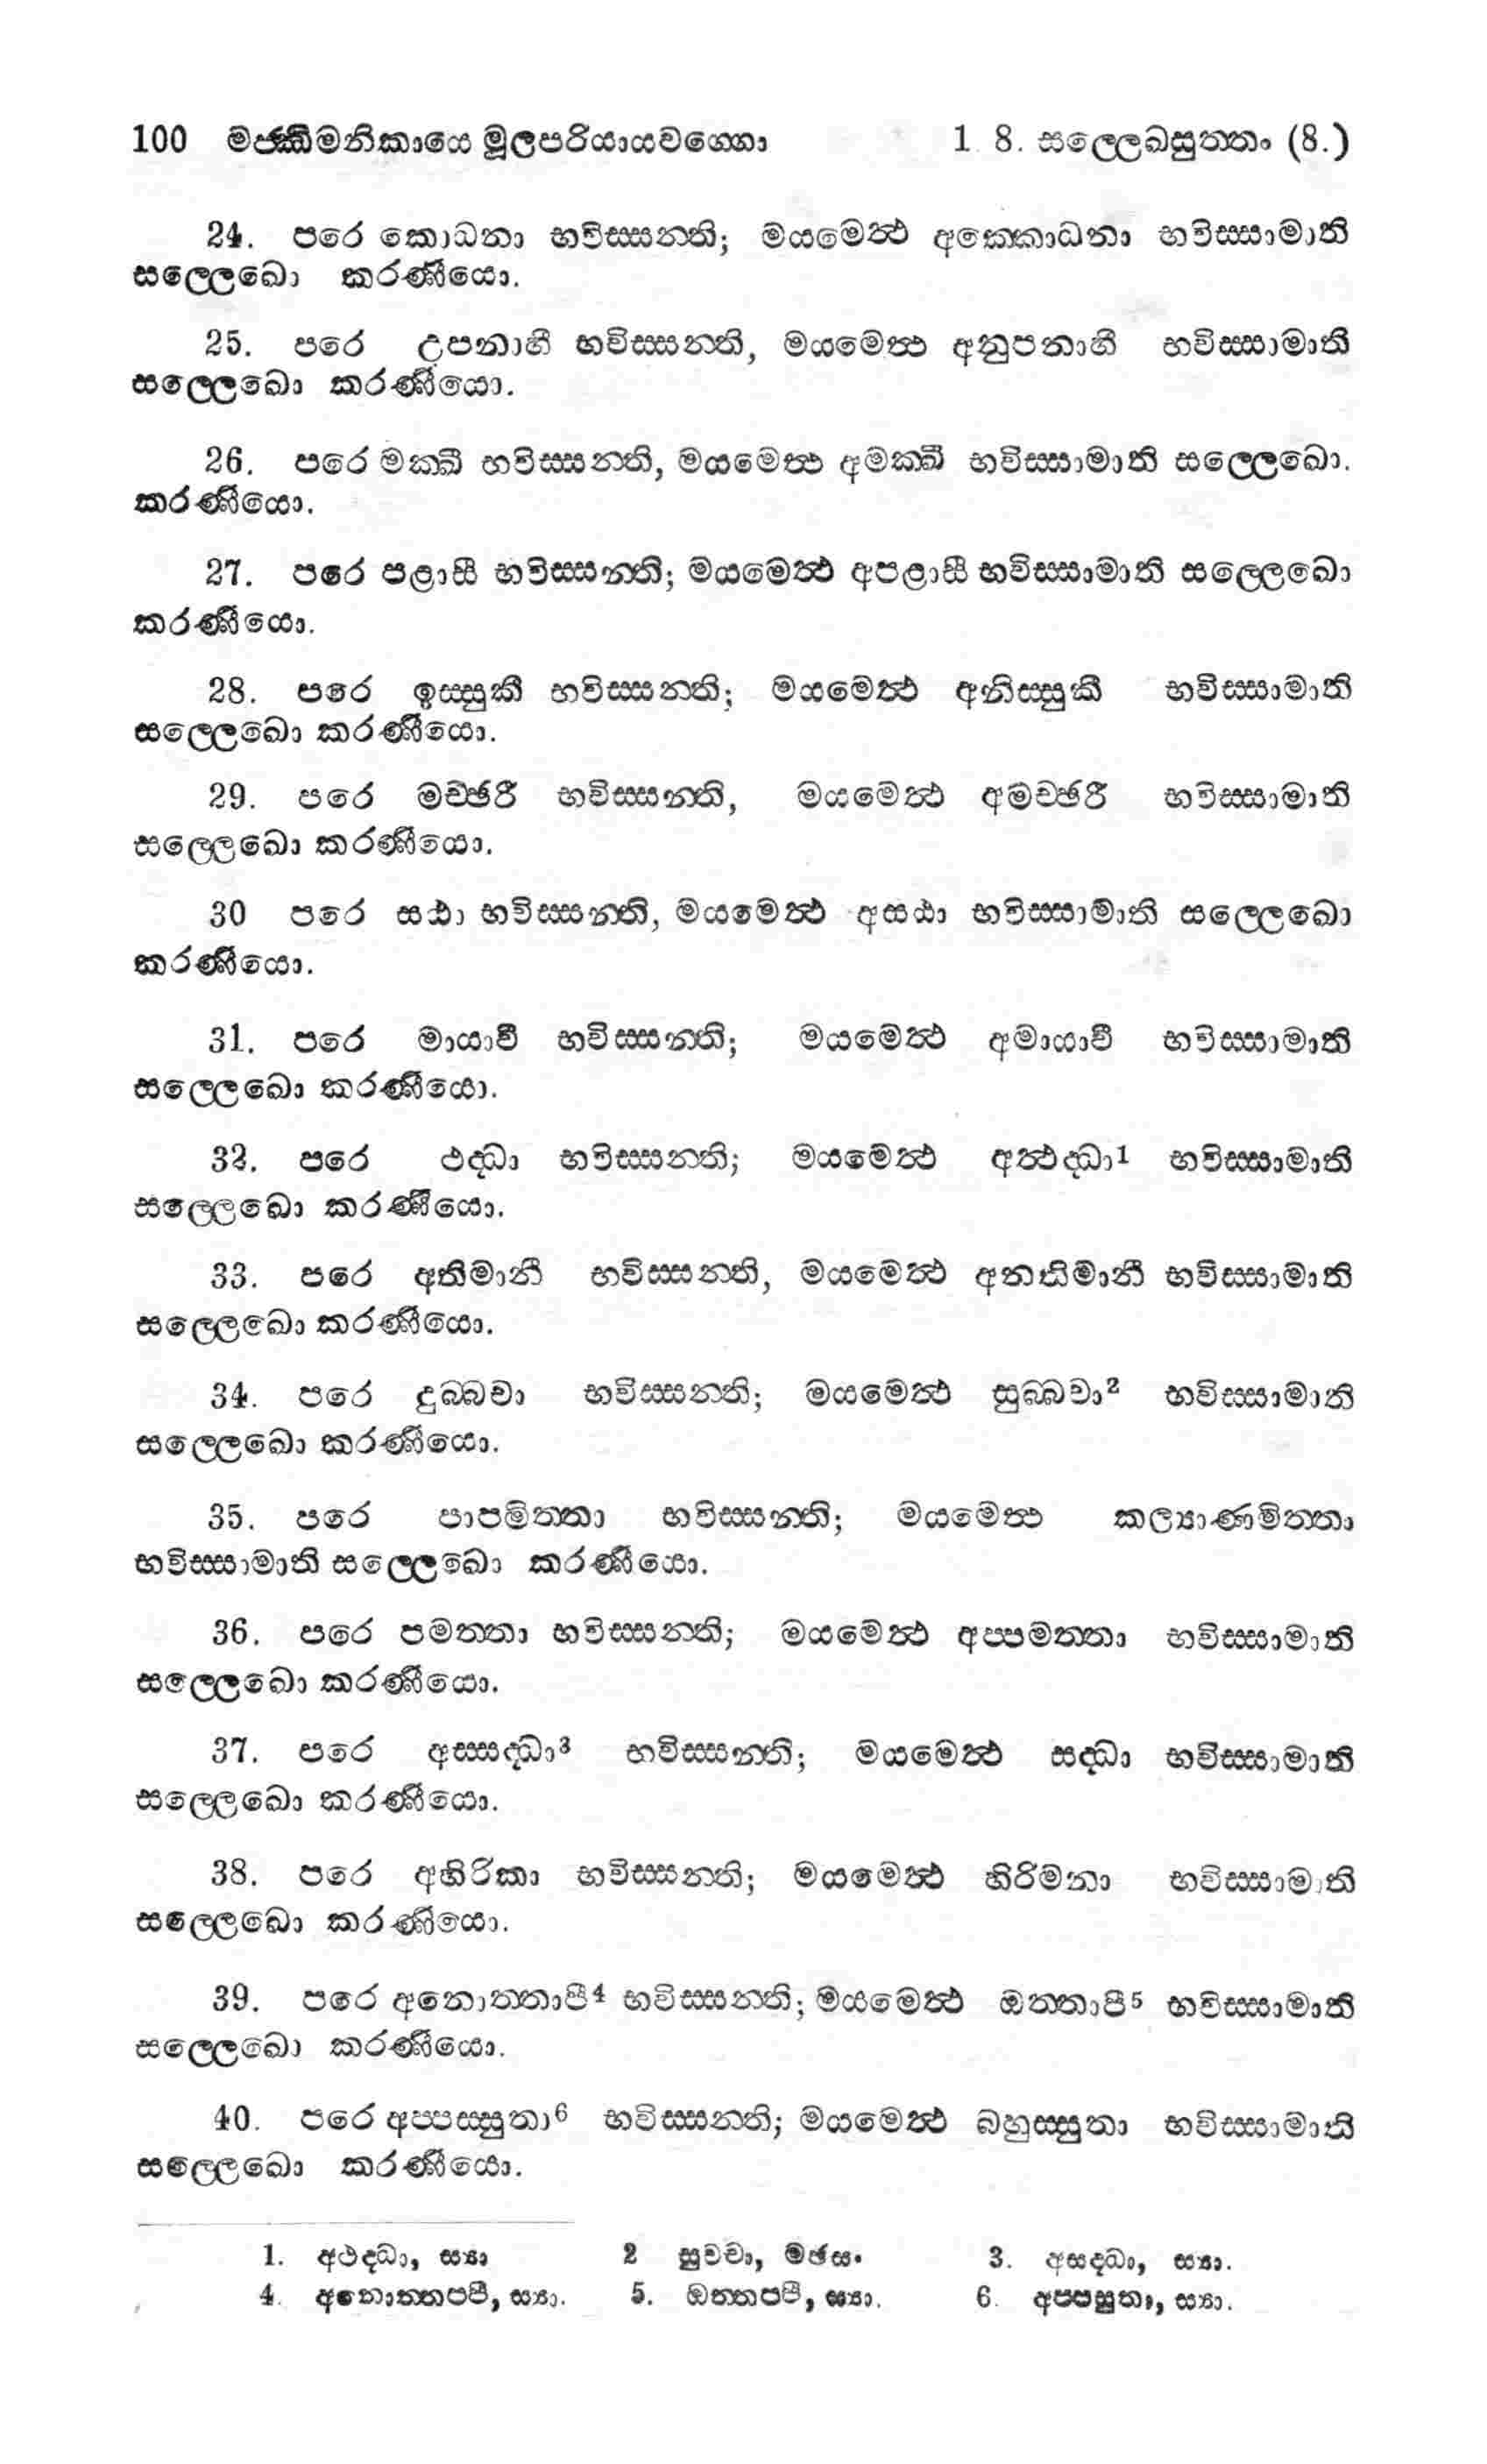 100 මජ්ඣිමනිකායෙ මූලපරියායවග්ගො 1. 8. සල්ලෙඛසුත්තං (8.)
24. පරෙ කොධනා භවිස්සන්ති; මයමෙත්ථ අක්කොධනා භවිස්සාමාති
සල්ලෙඛො කරණීයො.
25. පරෙ උපනාහී භවිස්සන්ති, මයමෙත්ථ අනුපනාහී භවිස්සාමාති
සල්ලෙඛො කරණීයො.
26. පරෙ මක්ඛී භවිස්සන්ති, මයමෙත්ථ අමක්ඛී භවිස්සාමාති සල්ලෙඛො.
කරණීයො.
27. පරෙ පළාසී භවිස්සන්ති; මයමෙත්ථ අපළාසී භවිස්සාමාති සල්ලෙඛො
කරණීයො.
28. පරෙ ඉස්සුකී භවිස්සන්ති; මයමෙත්ථ අනිස්සුකී භවිස්සාමාති
සල්ලෙඛො කරණීයො.
29. පරෙ මච්ඡරී භවිස්සන්ති, මයමෙත්ථ අමච්ඡරී භවිස්සාමාති
සල්ලෙඛො කරණීයො.
30 පරෙ සඨා භවිස්සන්ති, මයමෙත්ථ අසඨා භවිස්සාමාති සල්ලෙඛො
කරණීයො.
31. පරෙ මායාවී භවිස්සන්ති; මයමෙත්ථ අමායාවී භවිස්සාමාති
සල්ලෙඛො කරණීයො.
32. පරෙ ථද්ධා භවිස්සන්ති; මයමෙත්ථ අත්ථද්ධා1 භවිස්සාමාති
සල්ලෙඛො කරණීයො.
33. පරෙ අතිමානී භවිස්සන්ති, මයමෙත්ථ අනතිමානී භවිස්සාමාති
සල්ලෙඛො කරණීයො.
34. පරෙ දුබ්බචා භවිස්සන්ති; මයමෙත්ථ සුබ්බචා2 භවිස්සාමාති
සල්ලෙඛො කරණීයො.
35. පරෙ පාපමිත්තා භවිස්සන්ති; මයමෙත්ථ කල්‍යාණමිත්තා
භවිස්සාමාති සල්ලෙඛො කරණීයො.
36. පරෙ පමත්තා භවිස්සන්ති; මයමෙත්ථ අප්පමත්තා භවිස්සාමාති
සල්ලෙඛො කරණීයො.
37. පරෙ අස්සද්ධා3 භවිස්සන්ති; මයමෙත්ථ සද්ධා භවිස්සාමාති
සල්ලෙඛො කරණීයො.
38. පරෙ අහිරිකා භවිස්සන්ති; මයමෙත්ථ හිරිමනා භවිස්සාමාති
සල්ලෙඛො කරණීයො.
39. පරෙ අනොත්තාපී4 භවිස්සන්ති; මයමෙත්ථ ඔත්තාපී5 භවිස්සාමාති
සල්ලෙඛො කරණීයො.
40. පරෙ අප්පස්සුතා6 භවිස්සන්ති; මයමෙත්ථ බහුස්සුතා භවිස්සාමාති
සල්ලෙඛො කරණීයො.
1. අථද්ධා, ස්‍යා 2 සුවචා, මඡසං 3. අසද්ධා, ස්‍යා.
4. අනොත්තප්පී, ස්‍යා. 5. ඔත්තප්පී, ස්‍යා. 6. අප්පසුතා, ස්‍යා.